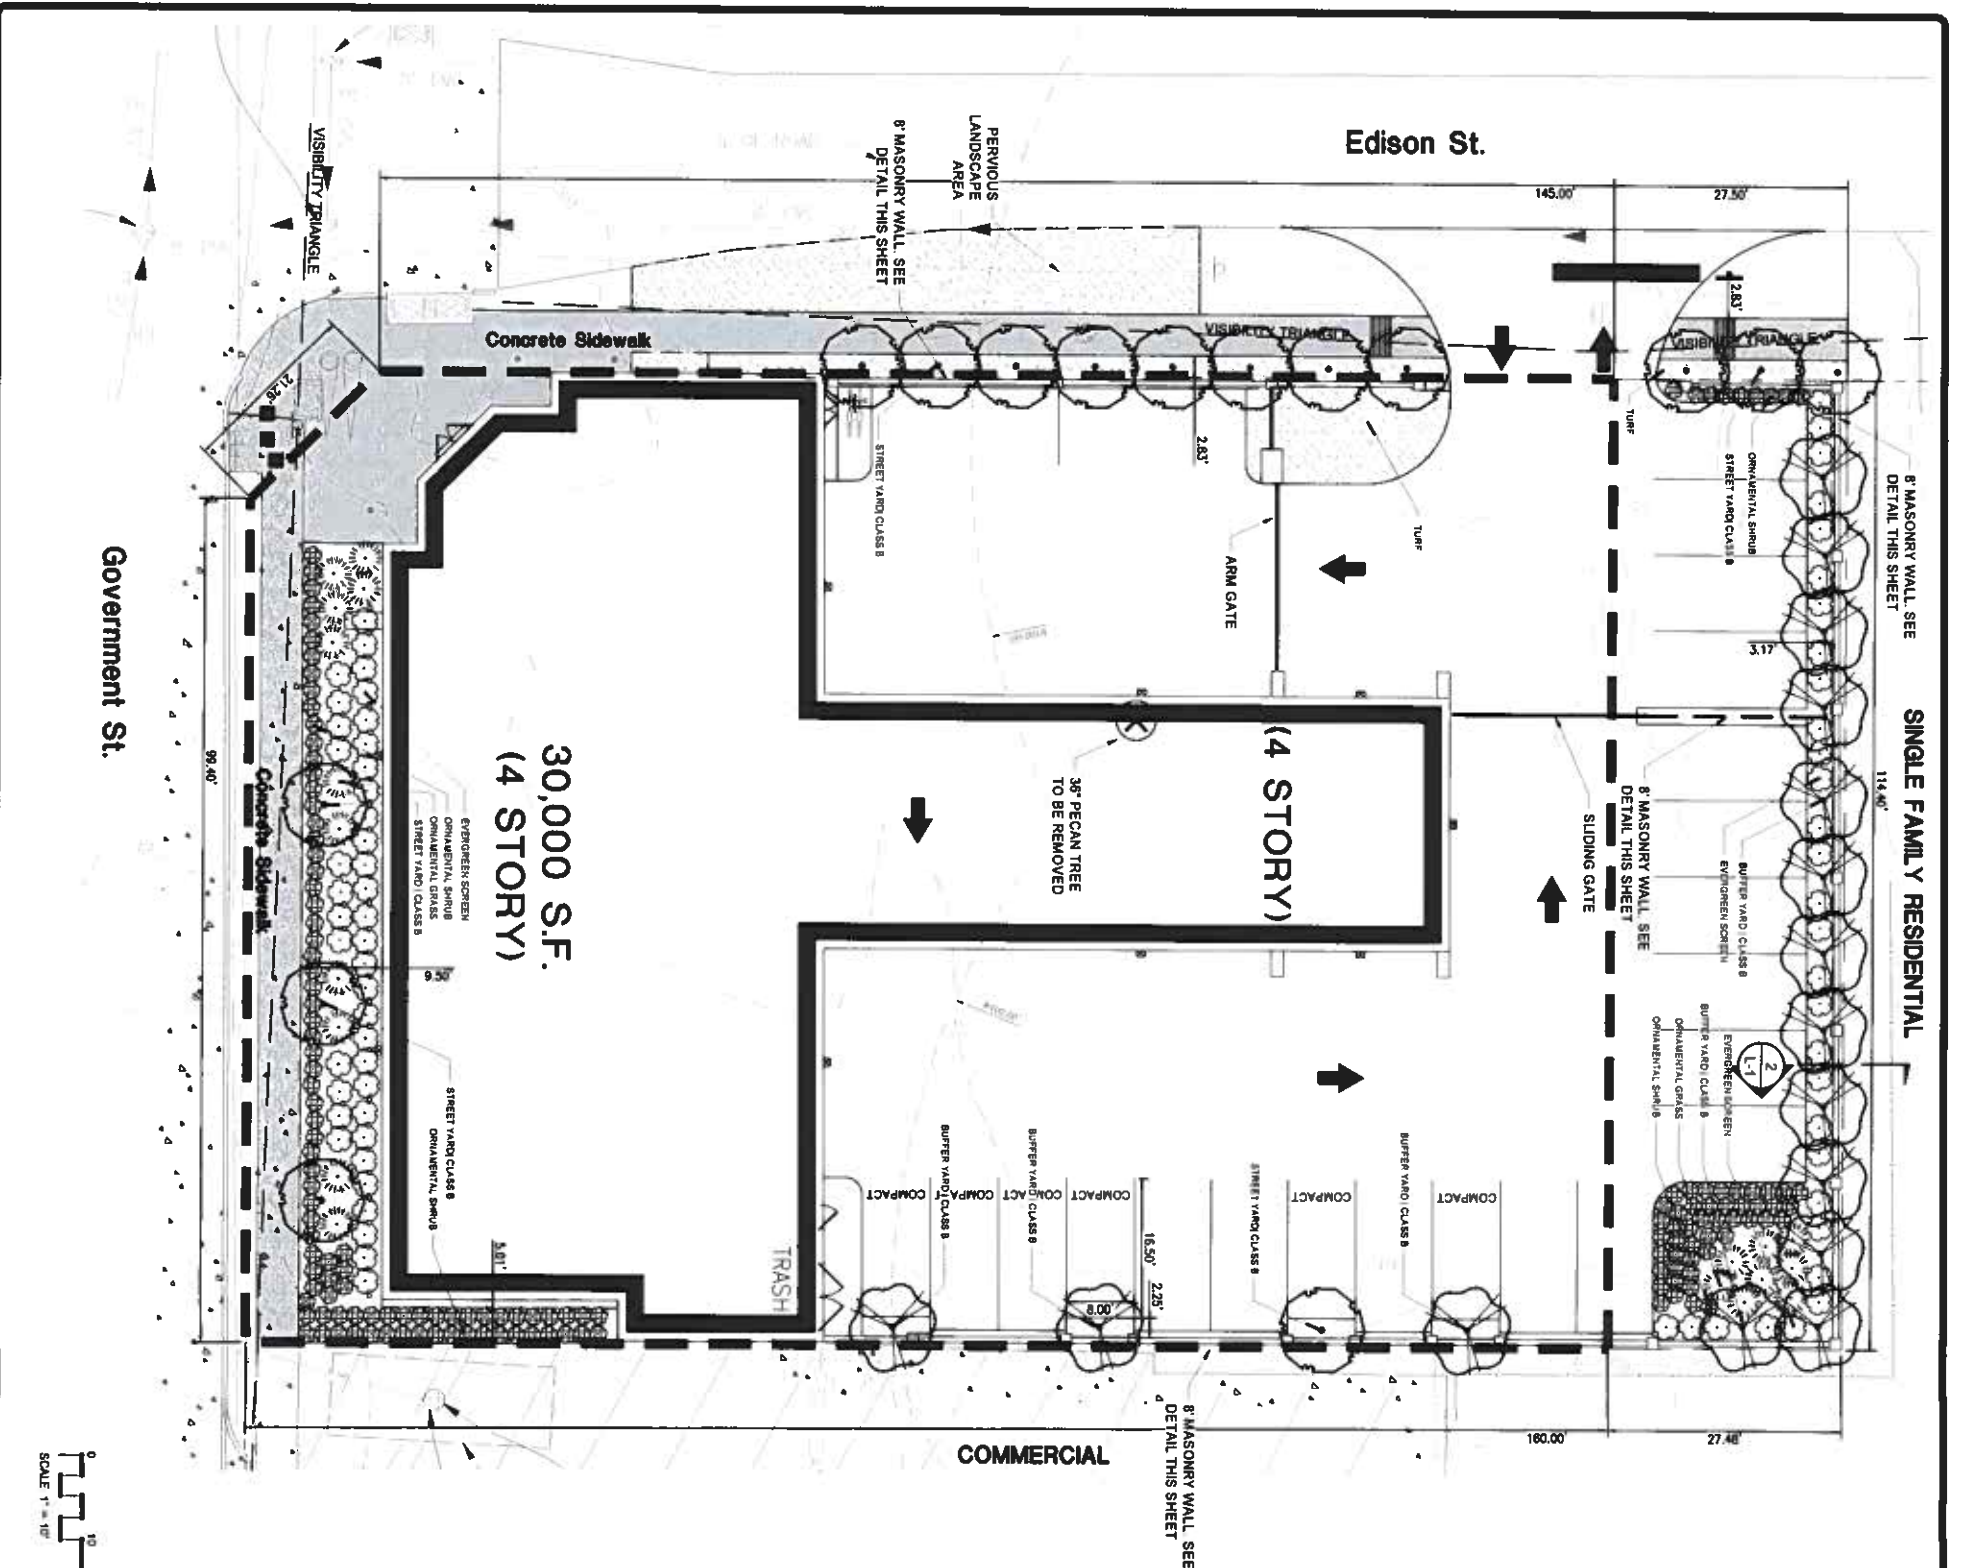 Edison St.
145.00'
27.50'
VISIBILITY TRIANGLE
8' MASONRY WALL. SEE
DETAIL THIS SHEET
PERVIOUS
LANDSCAPE
AREA
2.83'
Concrete Sidewalk
VISIBILITY TRIANGLE
VISIBILITY TRIANGLE
21.26'
TURF
STREET YARD | CLASS B
2.83'
TURF
ORNAMENTAL SHRUB
STREET YARD | CLASS B
8' MASONRY WALL. SEE
DETAIL THIS SHEET
ARM GATE
3.17'
Government St.
SINGLE FAMILY RESIDENTIAL
114.40'
99.40'
Concrete Sidewalk
30,000 S.F.
(4 STORY)
(4 STORY)
36" PECAN TREE
TO BE REMOVED
SLIDING GATE
8' MASONRY WALL. SEE
DETAIL THIS SHEET
EVERGREEN SCREEN
ORNAMENTAL SHRUB
ORNAMENTAL GRASS
STREET YARD | CLASS B
BUFFER YARD | CLASS B
EVERGREEN SCREEN
9.50'
EVERGREEN SCREEN
BUFFER YARD | CLASS B
ORNAMENTAL GRASS
ORNAMENTAL SHRUB
2
L-1
STREET YARD | CLASS B
ORNAMENTAL SHRUB
BUFFER YARD | CLASS B
BUFFER YARD | CLASS B
STREET YARD | CLASS B
BUFFER YARD | CLASS B
COMPACT
COMPACT
COMPACT
COMPACT
COMPACT
COMPACT
5.01'
TRASH
16.50'
2.25'
8.00'
COMMERCIAL
8' MASONRY WALL. SEE
DETAIL THIS SHEET
160.00'
27.48'
0
10
SCALE 1" = 10'